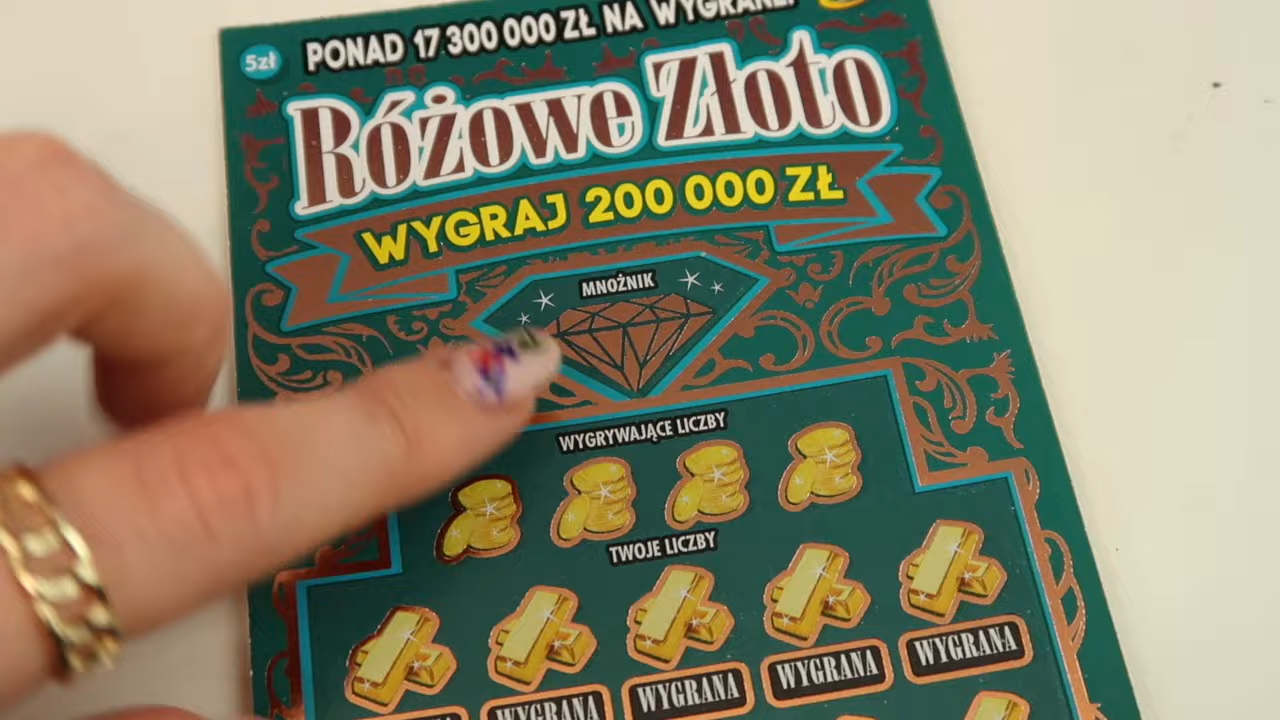 5zł
PONAD 17 300 000 ZŁ NA WYGRANE!
Różowe Złoto
WYGRAJ 200 000 ZŁ
MNOŻNIK
WYGRYWAJĄCE LICZBY
TWOJE LICZBY
WYGRANA WYGRANA WYGRANA WYGRANA